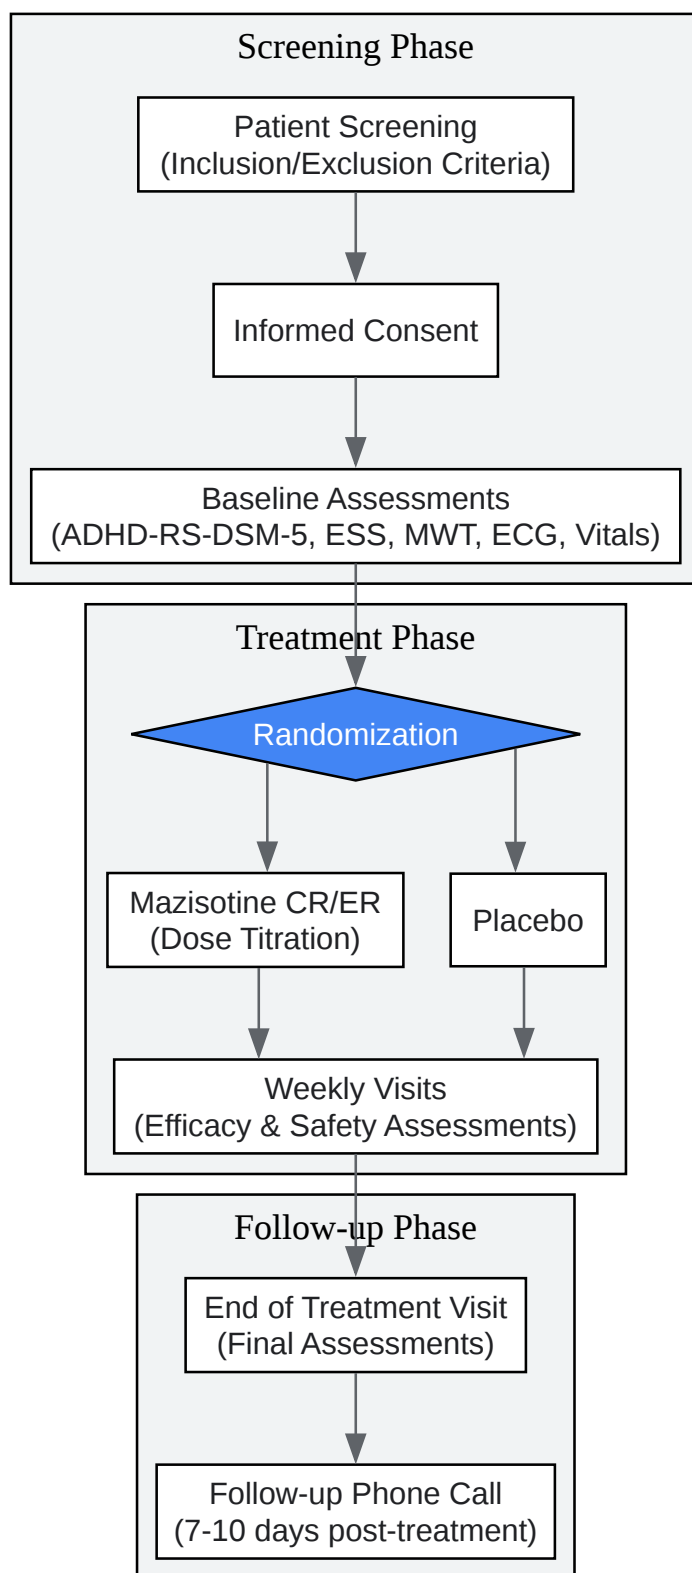 Screening Phase
Patient Screening
(Inclusion/Exclusion Criteria)
Informed Consent
Baseline Assessments
(ADHD-RS-DSM-5, ESS, MWT, ECG, Vitals)
Treatment Phase
Randomization
Mazisotine CR/ER
(Dose Titration)
Placebo
Weekly Visits
(Efficacy & Safety Assessments)
Follow-up Phase
End of Treatment Visit
(Final Assessments)
Follow-up Phone Call
(7-10 days post-treatment)